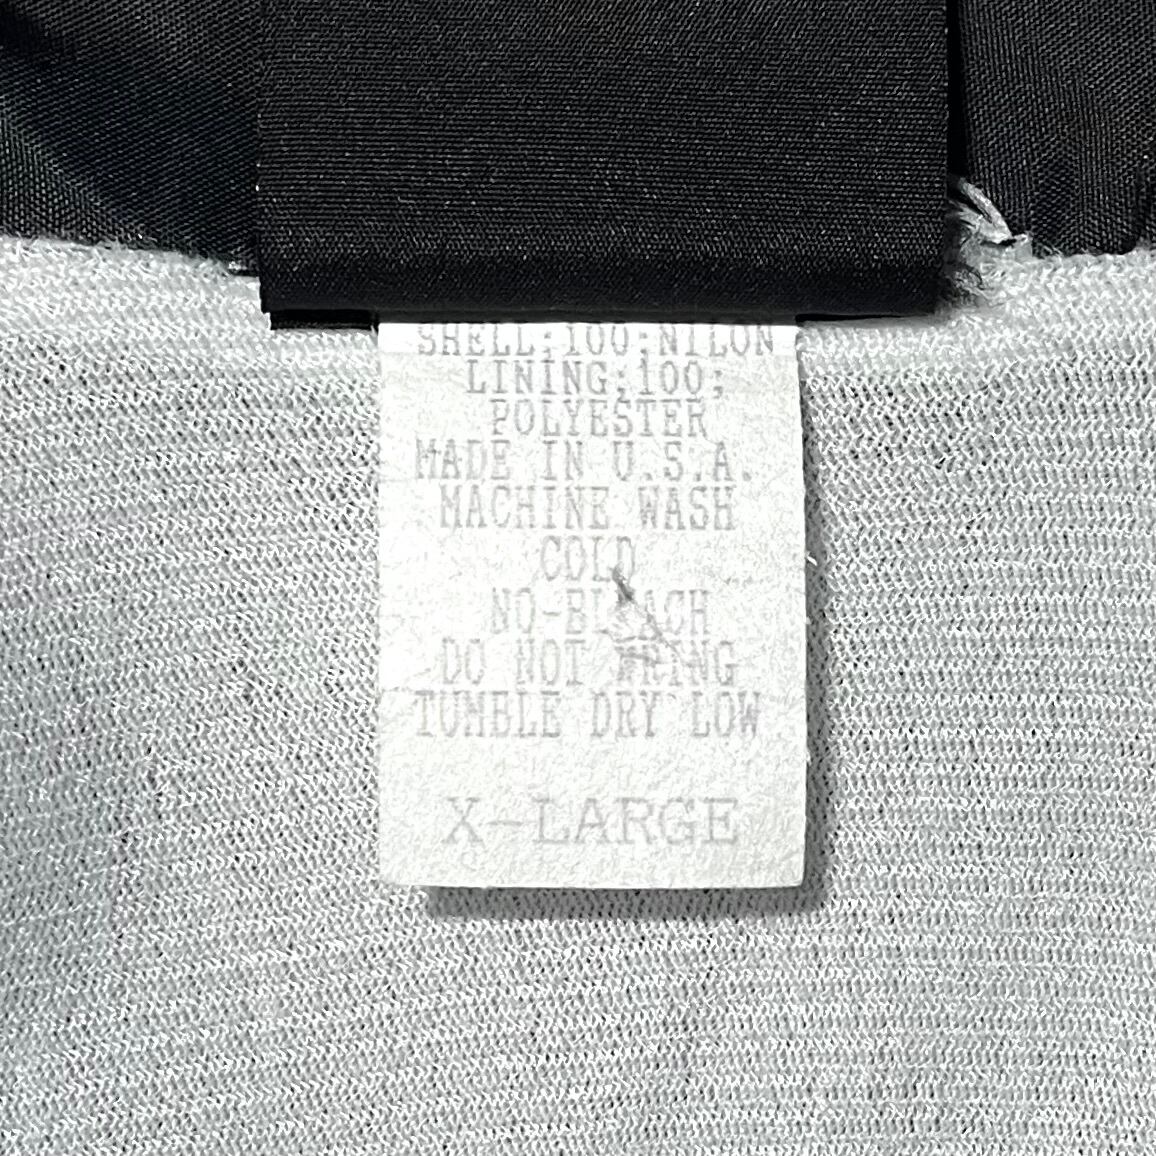 SHELL;100;NILON
LINING;100;
POLYESTER
MADE IN U.S.A.
MACHINE WASH
COLD
NO-BLEACH
DO NOT WRING
TUMBLE DRY LOW
X-LARGE